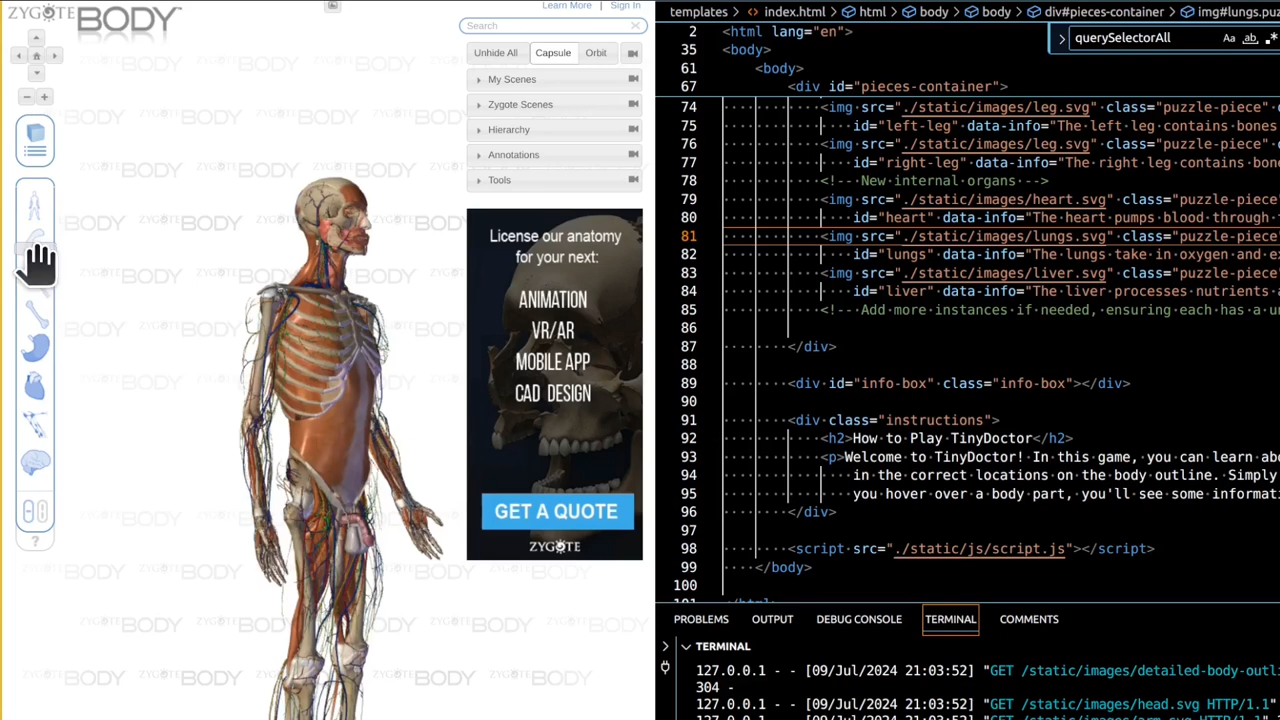 ZYGOTE BODY™
Learn More | Sign In
Search
Unhide All Capsule Orbit
My Scenes
Zygote Scenes
Hierarchy
Annotations
Tools
License our anatomy
for your next:
ANIMATION
VR/AR
MOBILE APP
CAD DESIGN
GET A QUOTE
ZYGOTE
?
templates > index.html > html > body > body > div#pieces-container >
querySelectorAll
2 <html lang="en">
35 <body>
61 <body>
67 <div id="pieces-container">
74 <img src="./static/images/leg.svg" class="puzzle-piece"
75 id="left-leg" data-info="The left leg contains bones
76 <img src="./static/images/leg.svg" class="puzzle-piece"
77 id="right-leg" data-info="The right leg contains bon
78 <!-- New internal organs -->
79 <img src="./static/images/heart.svg" class="puzzle-piece
80 id="heart" data-info="The heart pumps blood through
81 <img src="./static/images/lungs.svg" class="puzzle-piece
82 id="lungs" data-info="The lungs take in oxygen and e
83 <img src="./static/images/liver.svg" class="puzzle-piece
84 id="liver" data-info="The liver processes nutrients
85 <!-- Add more instances if needed, ensuring each has a
86
87 </div>
88
89 <div id="info-box" class="info-box"></div>
90
91 <div class="instructions">
92 <h2>How to Play TinyDoctor</h2>
93 <p>Welcome to TinyDoctor! In this game, you can learn
94 in the correct locations on the body outline. Simply
95 you hover over a body part, you'll see some
96 </div>
97
98 <script src="./static/js/script.js"></script>
99 </body>
100
PROBLEMS OUTPUT DEBUG CONSOLE TERMINAL COMMENTS
TERMINAL
127.0.0.1 - - [09/Jul/2024 21:03:52] "GET /static/images/detailed-body-outli
304 -
127.0.0.1 - - [09/Jul/2024 21:03:52] "GET /static/images/head.svg HTTP/1.1"